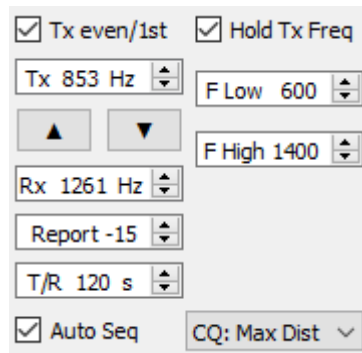 Tx even/1st Hold Tx Freq
Tx 853 Hz
F Low 600
▲ ▼
F High 1400
Rx 1261 Hz
Report -15
T/R 120 s
Auto Seq CQ: Max Dist